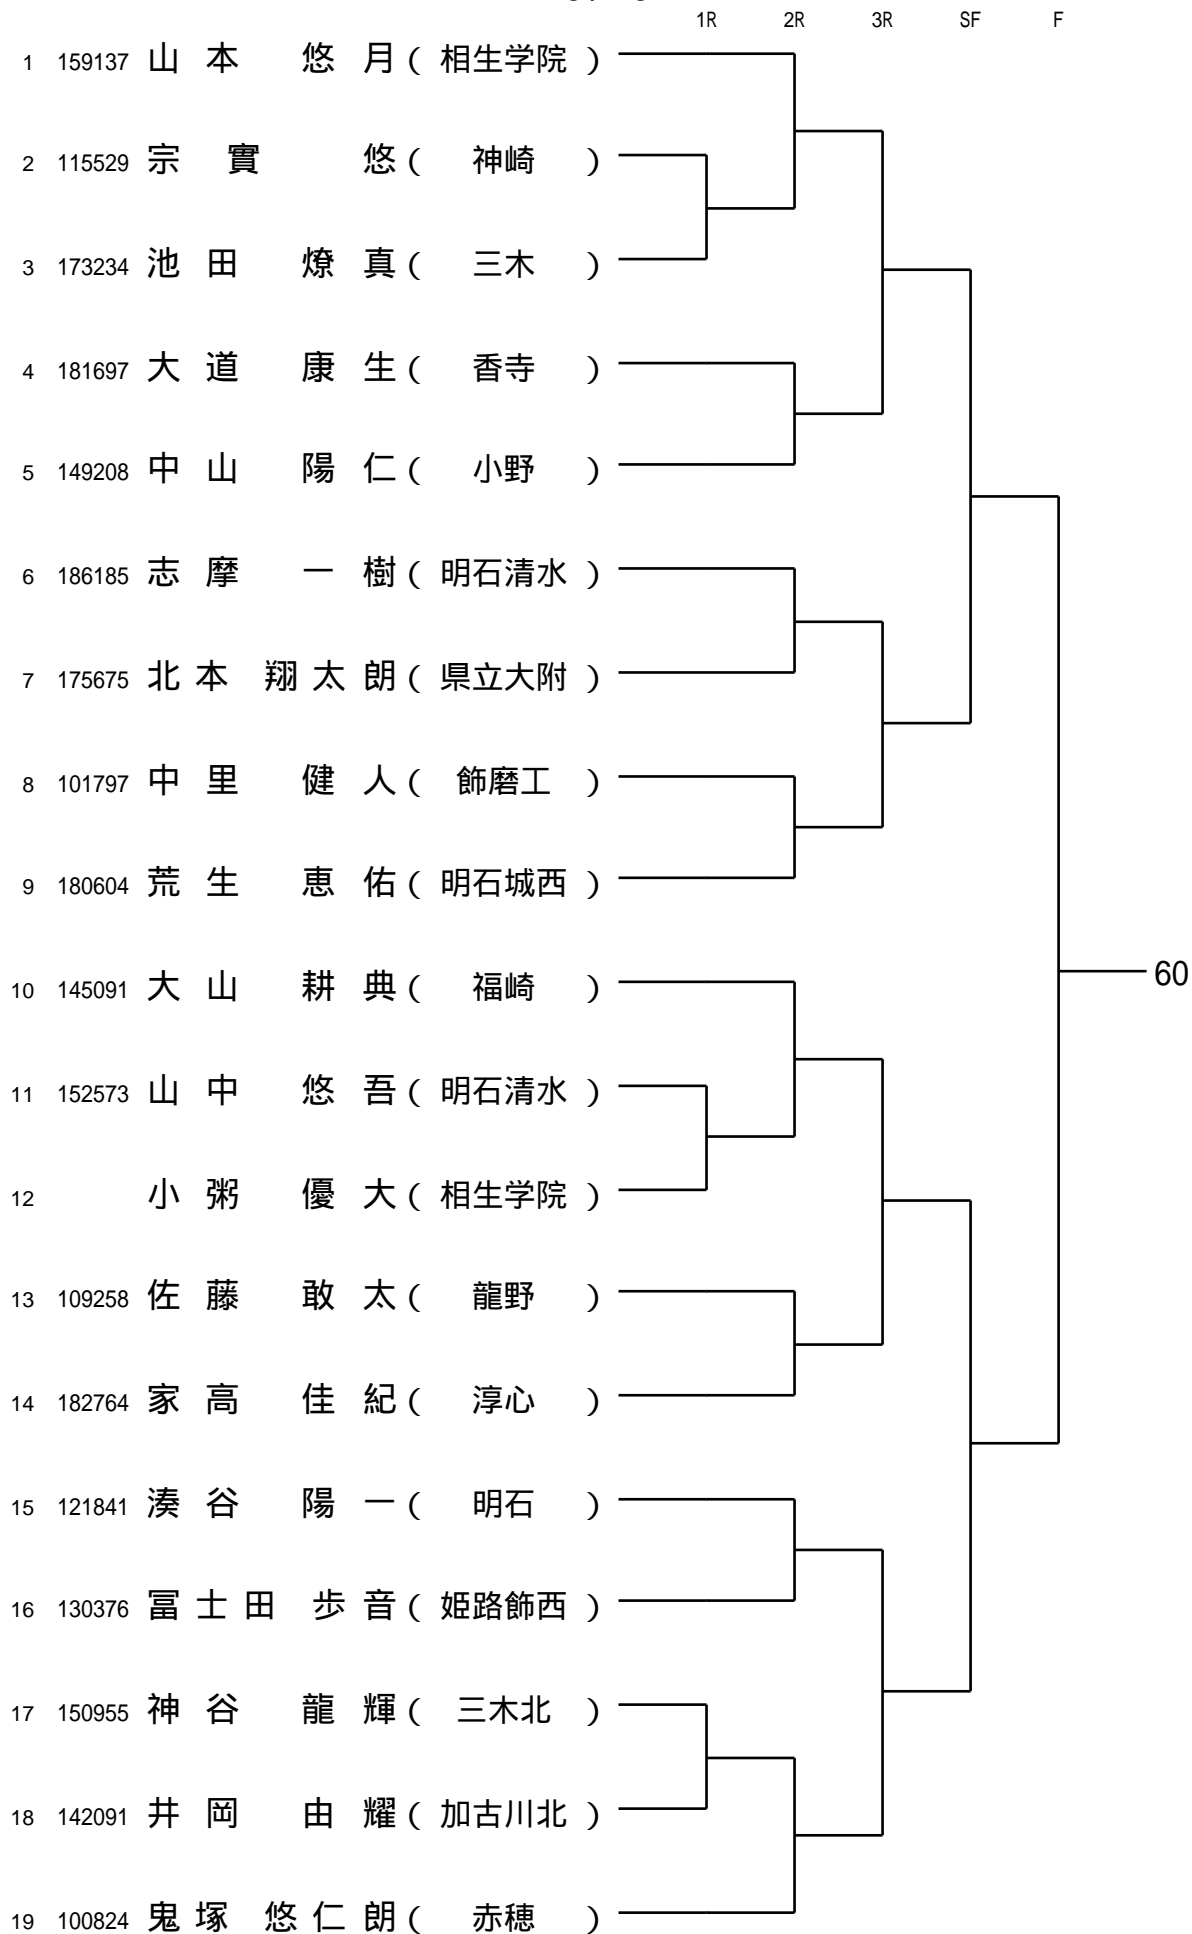 1R 2R 3R SF F
1 159137 山本 悠月 ( 相生学院 )
2 115529 宗實 悠 ( 神崎 )
3 173234 池田 燎真 ( 三木 )
4 181697 大道 康生 ( 香寺 )
5 149208 中山 陽仁 ( 小野 )
6 186185 志摩 一樹 ( 明石清水 )
7 175675 北本 翔太朗 ( 県立大附 )
8 101797 中里 健人 ( 飾磨工 )
9 180604 荒生 恵佑 ( 明石城西 )
60
10 145091 大山 耕典 ( 福崎 )
11 152573 山中 悠吾 ( 明石清水 )
12 小粥 優大 ( 相生学院 )
13 109258 佐藤 敢太 ( 龍野 )
14 182764 家高 佳紀 ( 淳心 )
15 121841 湊谷 陽一 ( 明石 )
16 130376 冨士田 歩音 ( 姫路飾西 )
17 150955 神谷 龍輝 ( 三木北 )
18 142091 井岡 由耀 ( 加古川北 )
19 100824 鬼塚 悠仁朗 ( 赤穂 )